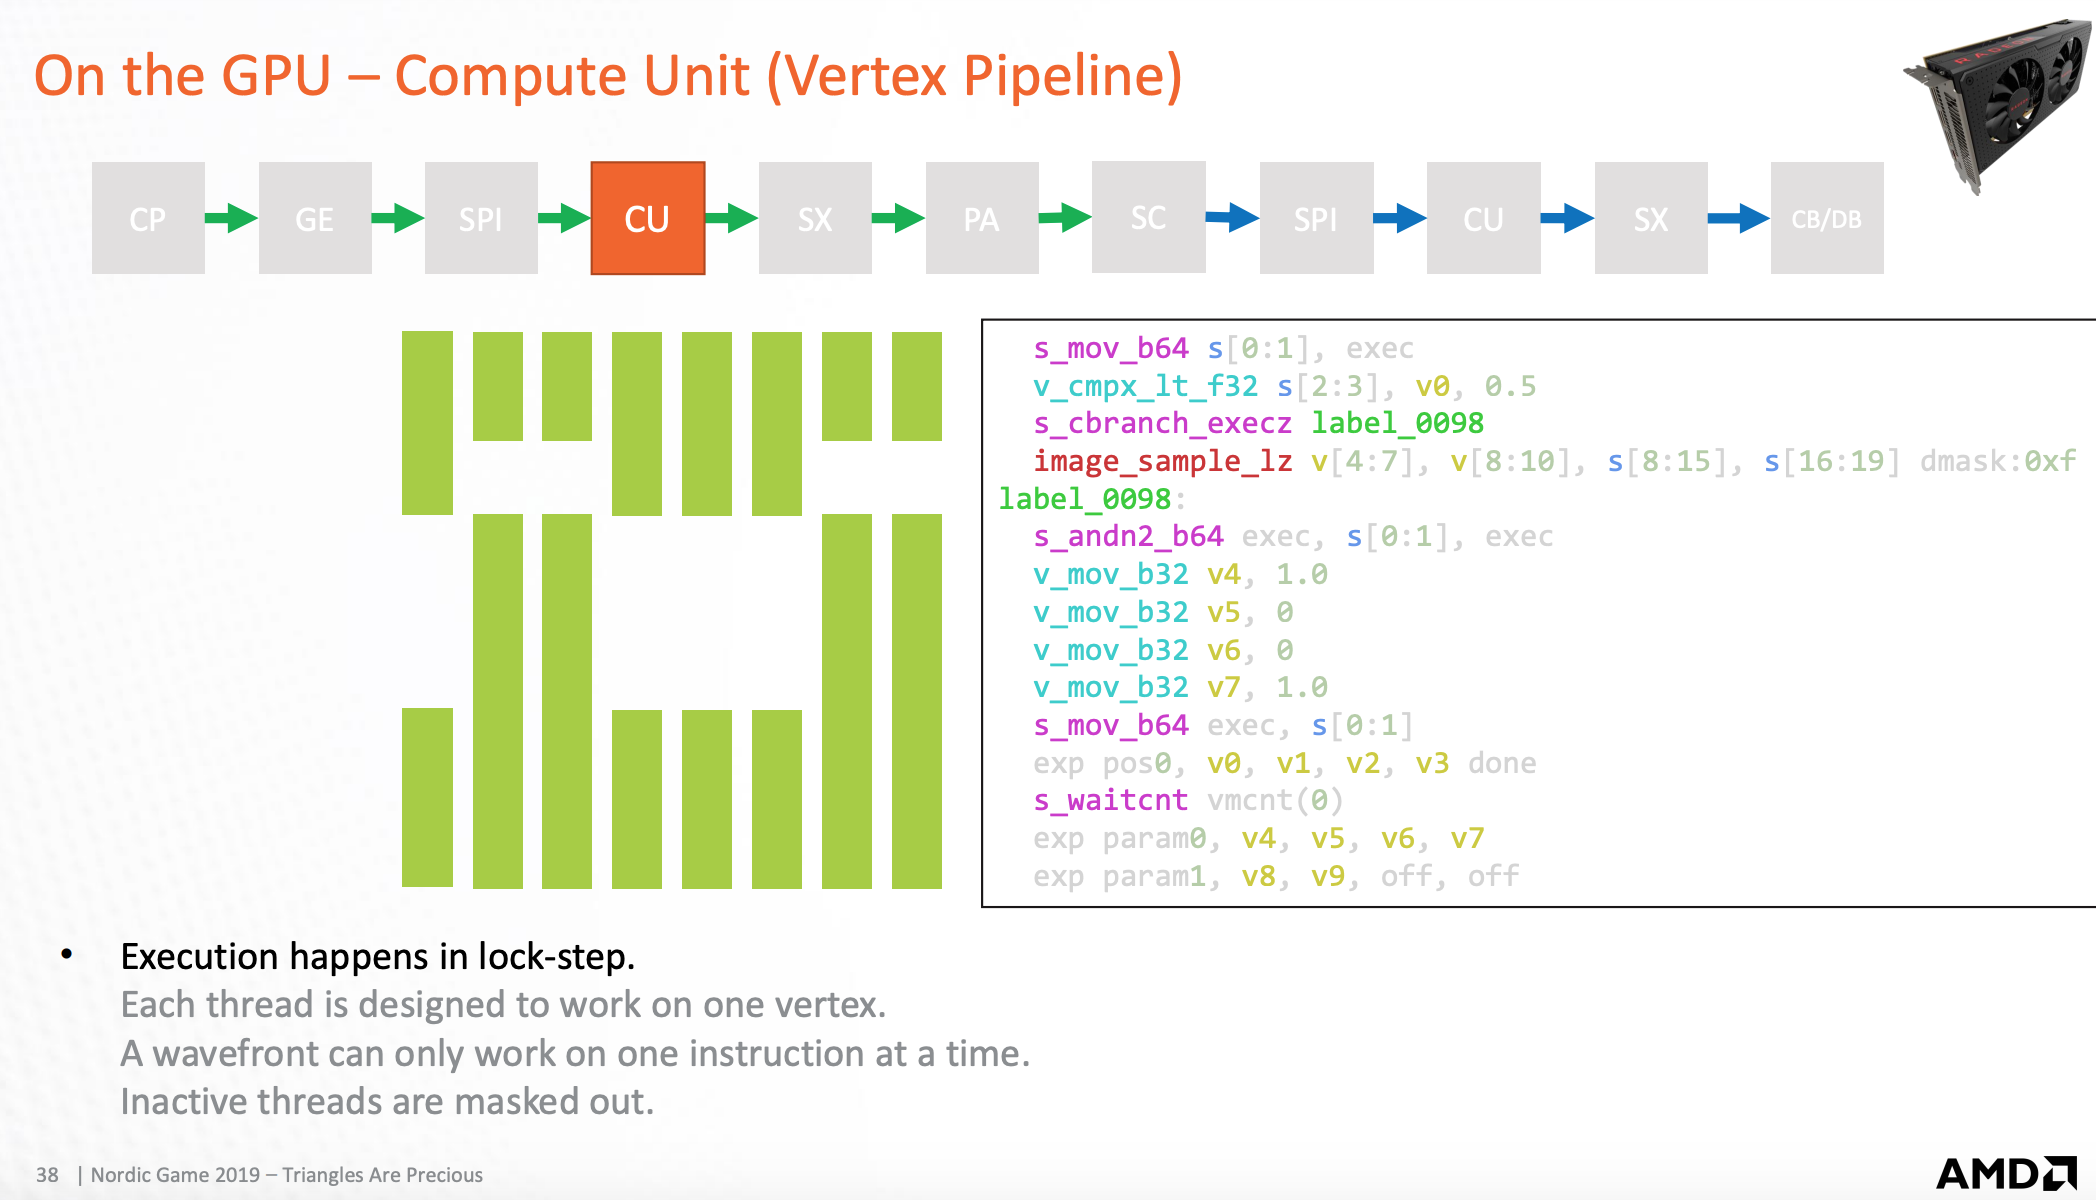 On the GPU – Compute Unit (Vertex Pipeline)
RADEON
CP
GE
SPI
CU
SX
PA
SC
SPI
CU
SX
CB/DB
s_mov_b64 s[0:1], exec
v_cmpx_lt_f32 s[2:3], v0, 0.5
s_cbranch_execz label_0098
image_sample_lz v[4:7], v[8:10], s[8:15], s[16:19] dmask:0xf
label_0098:
s_andn2_b64 exec, s[0:1], exec
v_mov_b32 v4, 1.0
v_mov_b32 v5, 0
v_mov_b32 v6, 0
v_mov_b32 v7, 1.0
s_mov_b64 exec, s[0:1]
exp pos0, v0, v1, v2, v3 done
s_waitcnt vmcnt(0)
exp param0, v4, v5, v6, v7
exp param1, v8, v9, off, off
• Execution happens in lock-step.
Each thread is designed to work on one vertex.
A wavefront can only work on one instruction at a time.
Inactive threads are masked out.
38 | Nordic Game 2019 – Triangles Are Precious
AMD